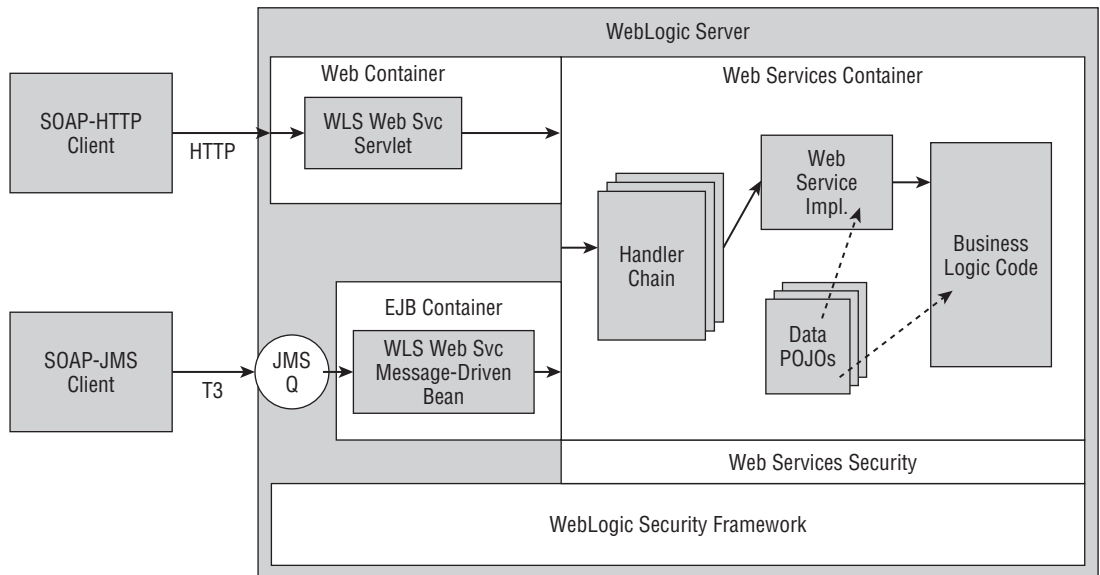 WebLogic Server
Web Container
Web Services Container
SOAP-HTTP
Client
HTTP
WLS Web Svc
Servlet
Web
Service
Impl.
Handler
Chain
Business
Logic Code
Data
POJOs
EJB Container
SOAP-JMS
Client
T3
JMS
Q
WLS Web Svc
Message-Driven
Bean
Web Services Security
WebLogic Security Framework